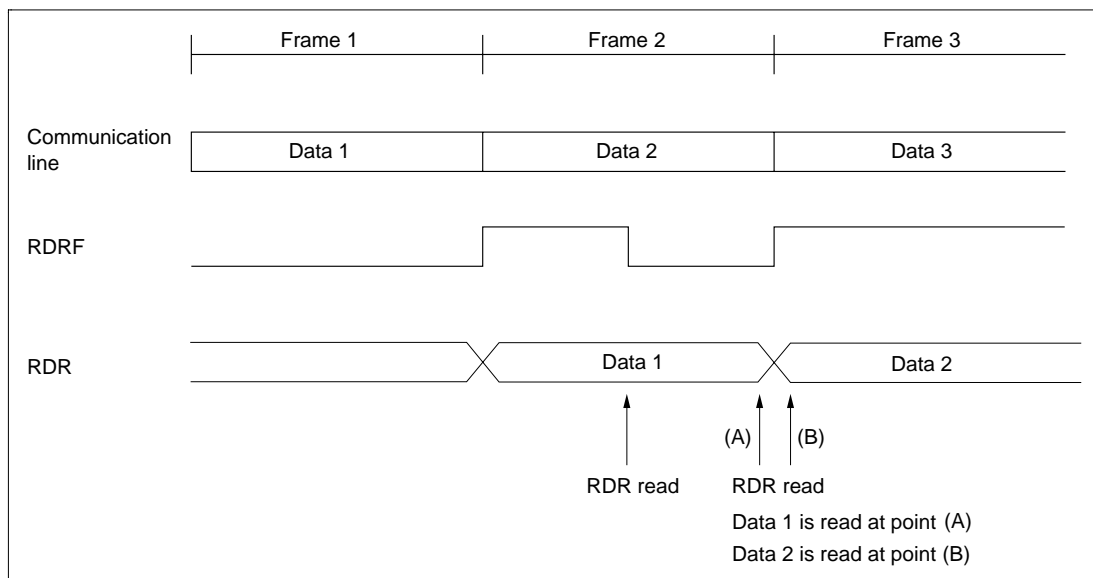 Frame 1 Frame 2 Frame 3
Communication
line
Data 1 Data 2 Data 3
RDRF
RDR
Data 1 Data 2
(A) (B)
RDR read RDR read
Data 1 is read at point (A)
Data 2 is read at point (B)